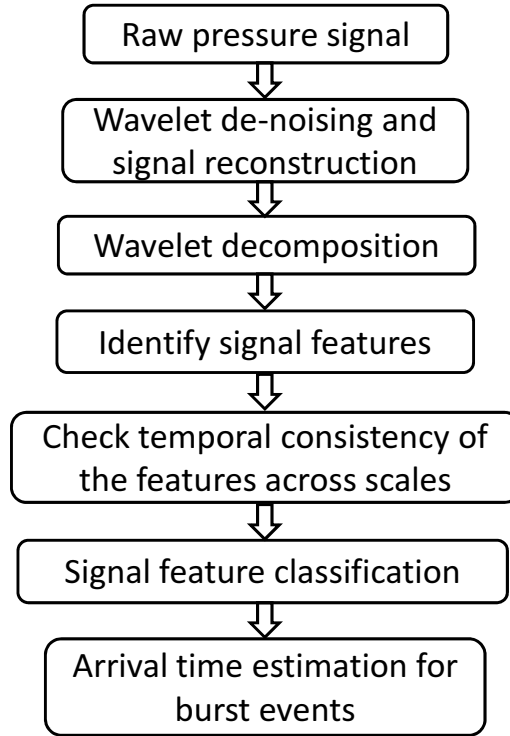 Raw pressure signal
Wavelet de-noising and
signal reconstruction
Wavelet decomposition
Identify signal features
Check temporal consistency of
the features across scales
Signal feature classification
Arrival time estimation for
burst events